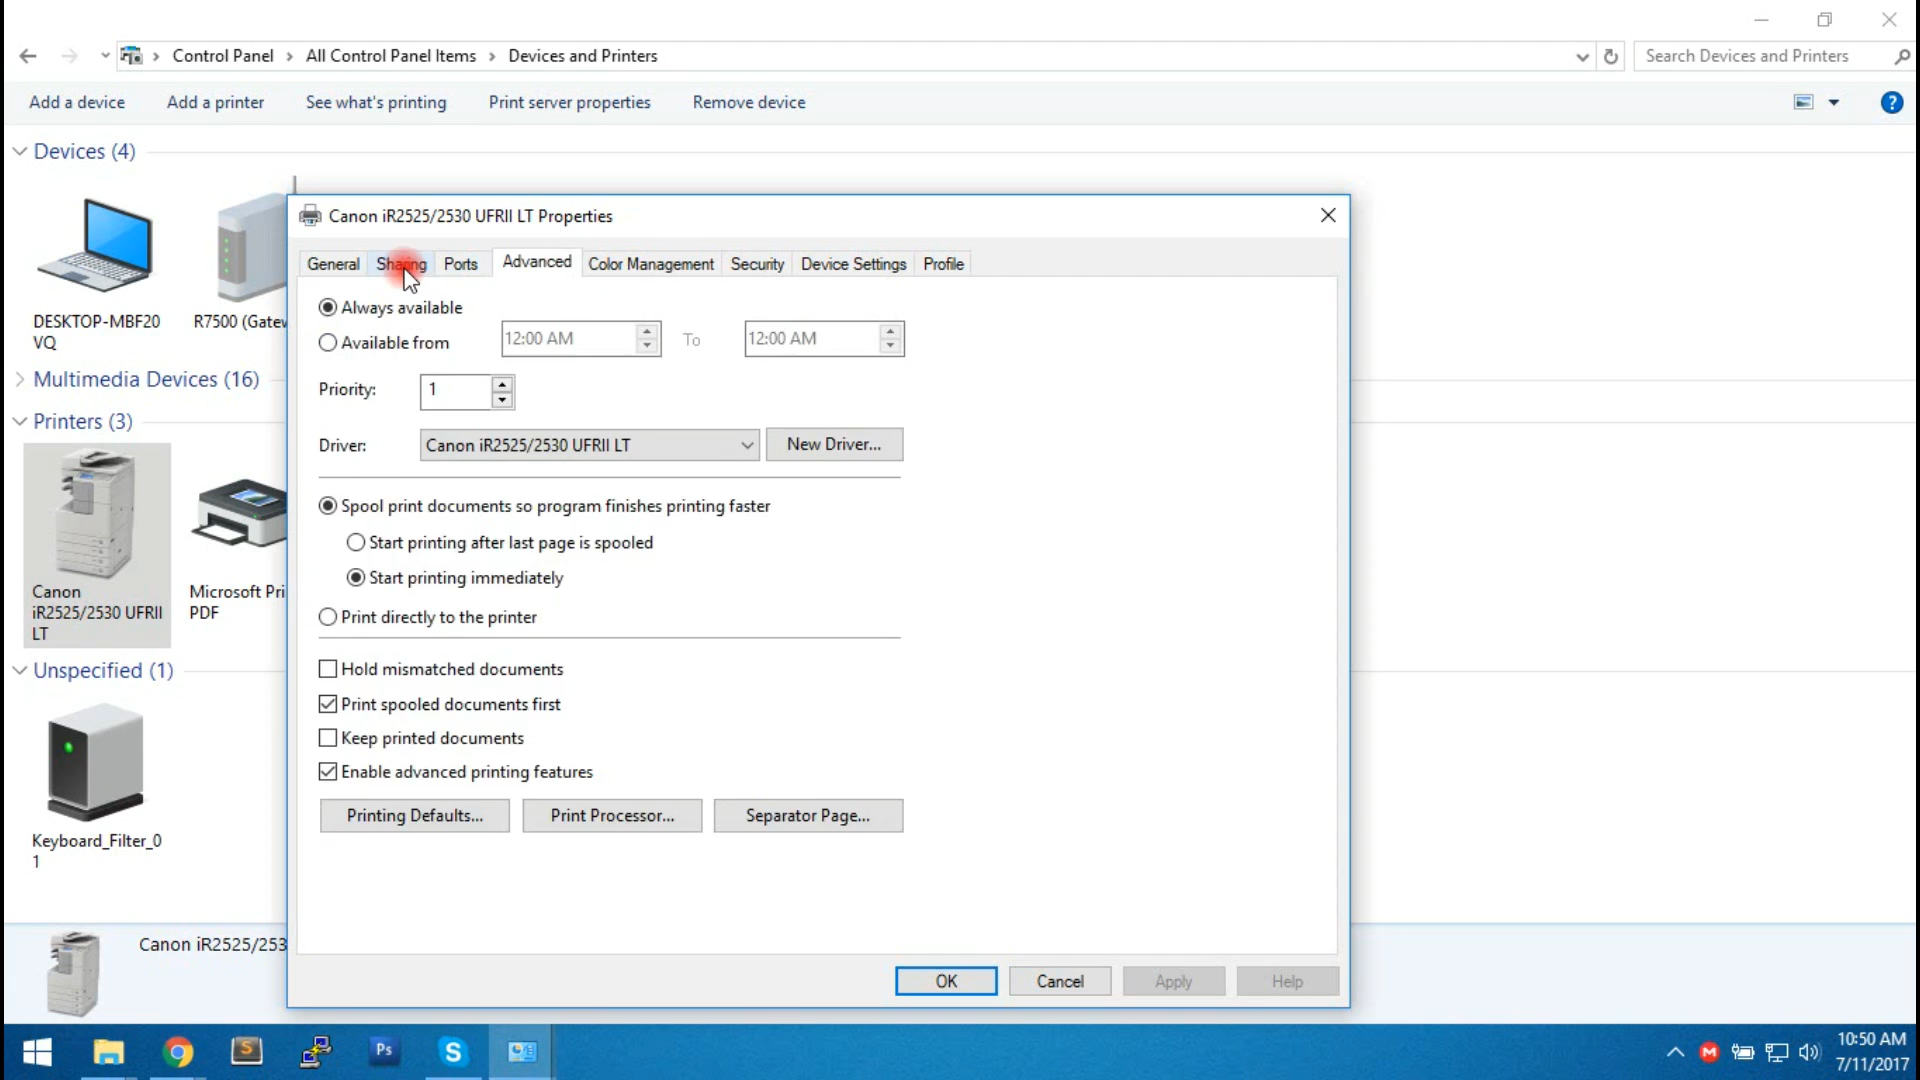 Control Panel > All Control Panel Items > Devices and Printers
Search Devices and Printers
Add a device
Add a printer
See what's printing
Print server properties
Remove device
?
Devices (4)
DESKTOP-MBF20
VQ
R7500 (Gatew
Multimedia Devices (16)
Printers (3)
Canon
iR2525/2530 UFRII
LT
Microsoft Pri
PDF
Unspecified (1)
Keyboard_Filter_0
1
Canon iR2525/253
Canon iR2525/2530 UFRII LT Properties
General
Sharing
Ports
Advanced
Color Management
Security
Device Settings
Profile
Always available
Available from
12:00 AM
To
12:00 AM
Priority:
1
Driver:
Canon iR2525/2530 UFRII LT
New Driver...
Spool print documents so program finishes printing faster
Start printing after last page is spooled
Start printing immediately
Print directly to the printer
Hold mismatched documents
Print spooled documents first
Keep printed documents
Enable advanced printing features
Printing Defaults...
Print Processor...
Separator Page...
OK
Cancel
Apply
Help
S
Ps
S
M
10:50 AM
7/11/2017